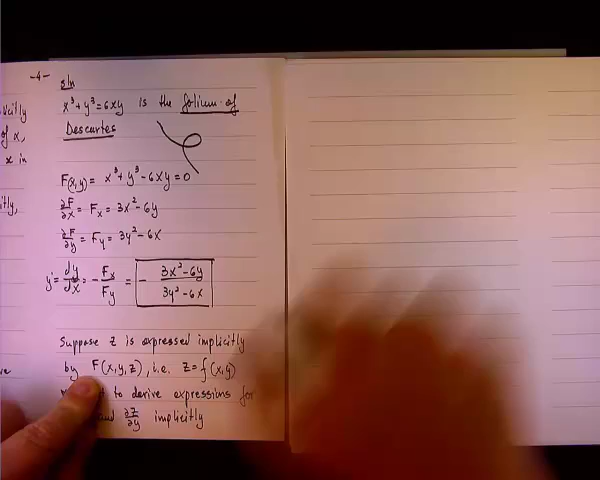 -4-
sln
x³+y³=6xy is the folium of
Descartes
F(x,y)= x³+y³-6xy=0
∂F/∂x = Fx = 3x²-6y
∂F/∂y = Fy = 3y²-6x
y'= dy/dx = - Fx/Fy = - (3x²-6y)/(3y²-6x)
Suppose z is expressed implicitly
by F(x,y,z), i.e. z=f(x,y)
to derive expressions for
and ∂z/∂y implicitly